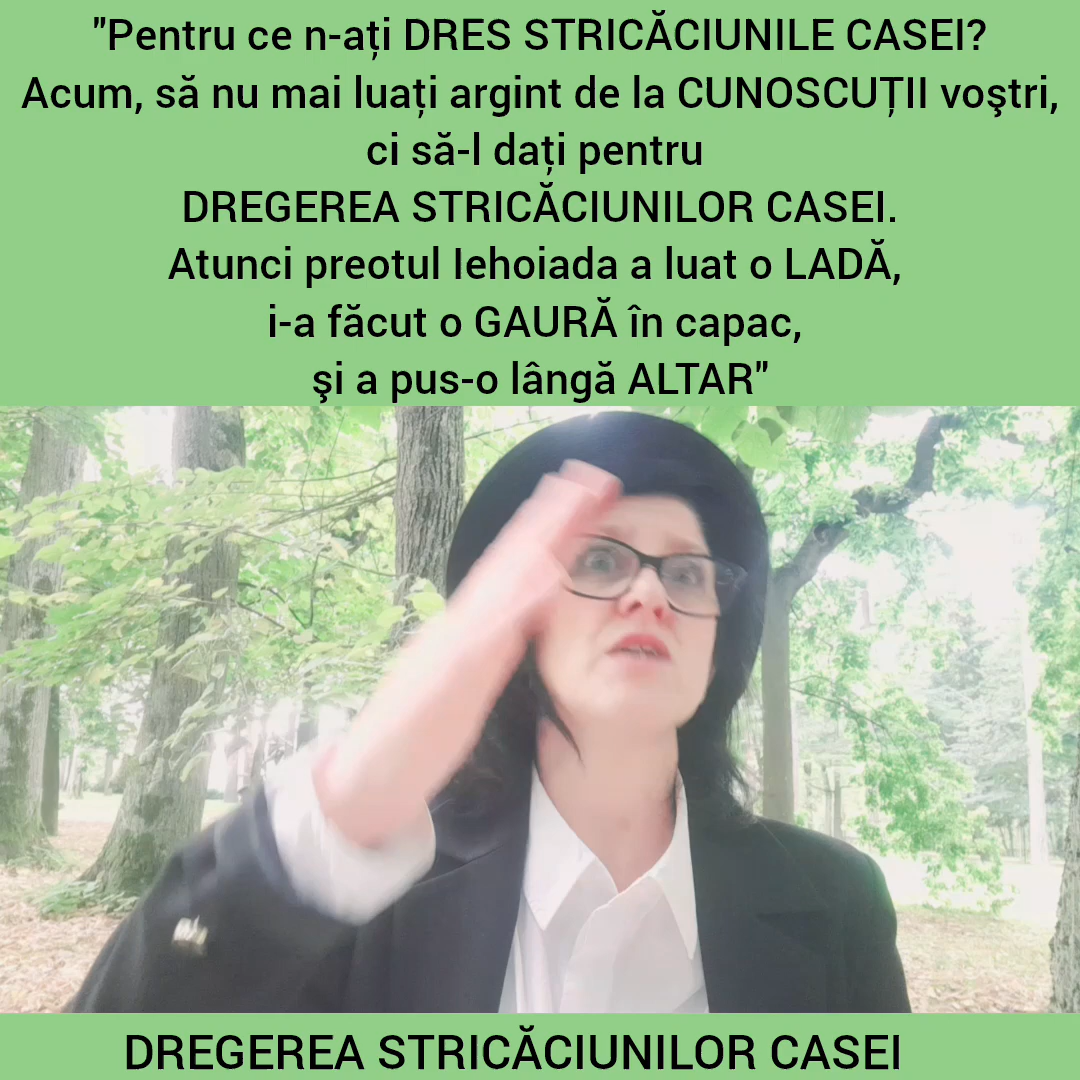 "Pentru ce n-ați DRES STRICĂCIUNILE CASEI?
Acum, să nu mai luați argint de la CUNOSCUȚII voştri,
ci să-l dați pentru
DREGEREA STRICĂCIUNILOR CASEI.
Atunci preotul Iehoiada a luat o LADĂ,
i-a făcut o GAURĂ în capac,
şi a pus-o lângă ALTAR"
DREGEREA STRICĂCIUNILOR CASEI